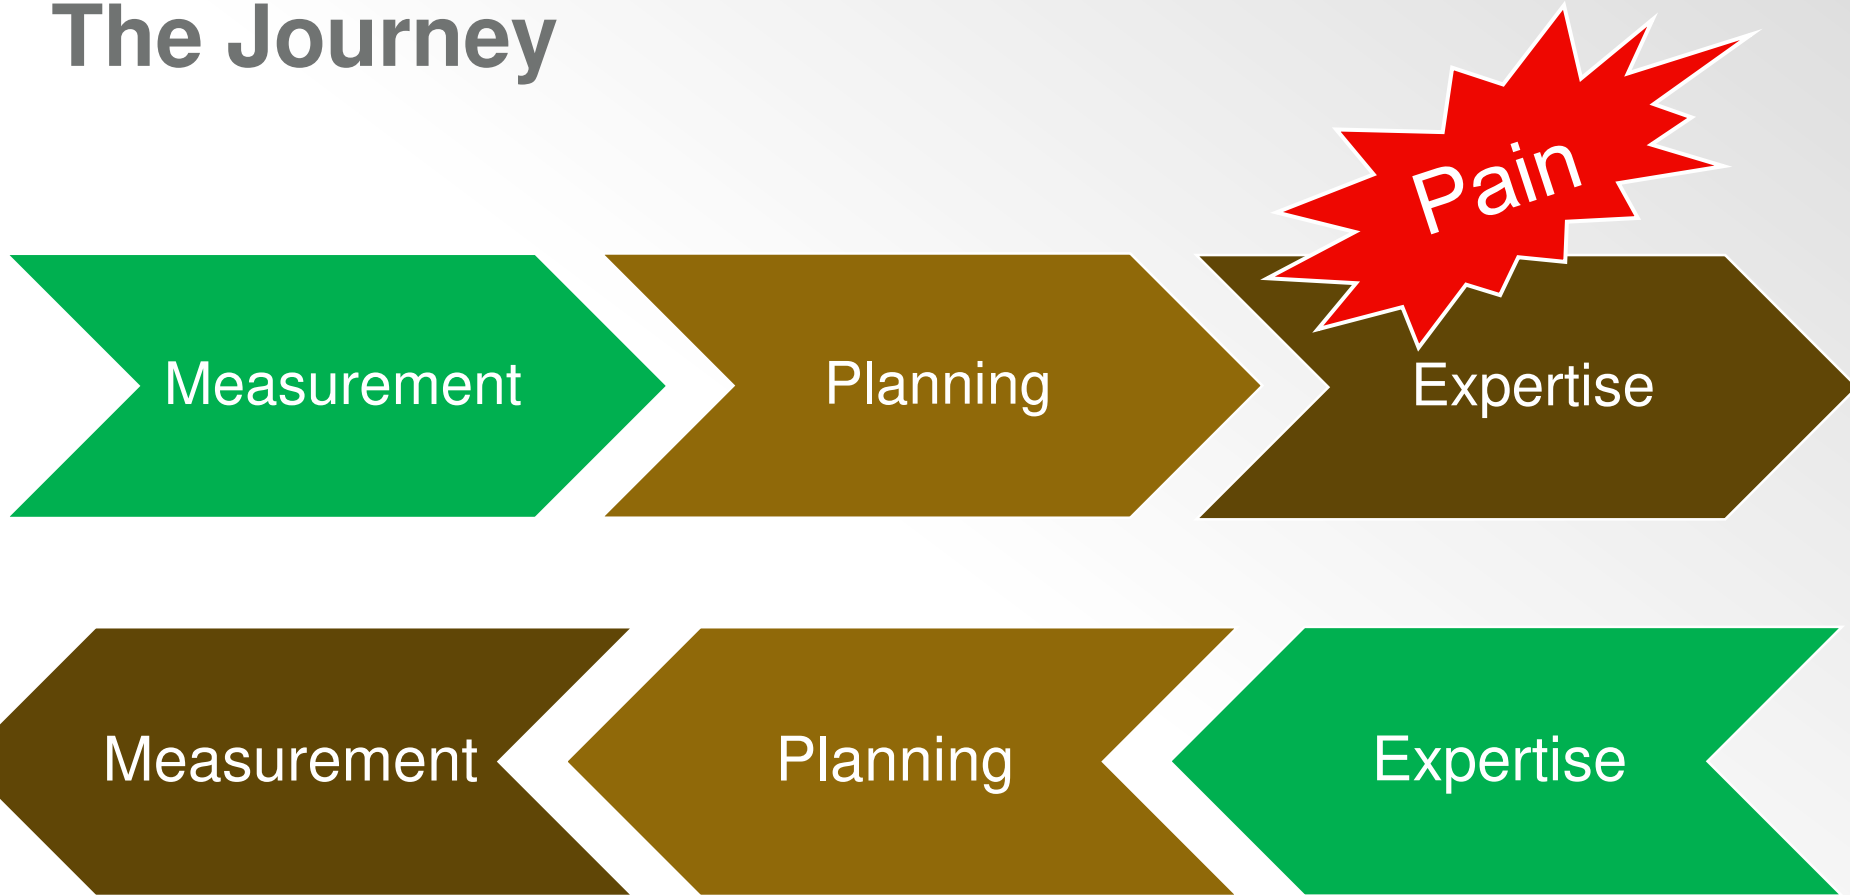 The Journey
Pain
Measurement
Planning
Expertise
Measurement
Planning
Expertise